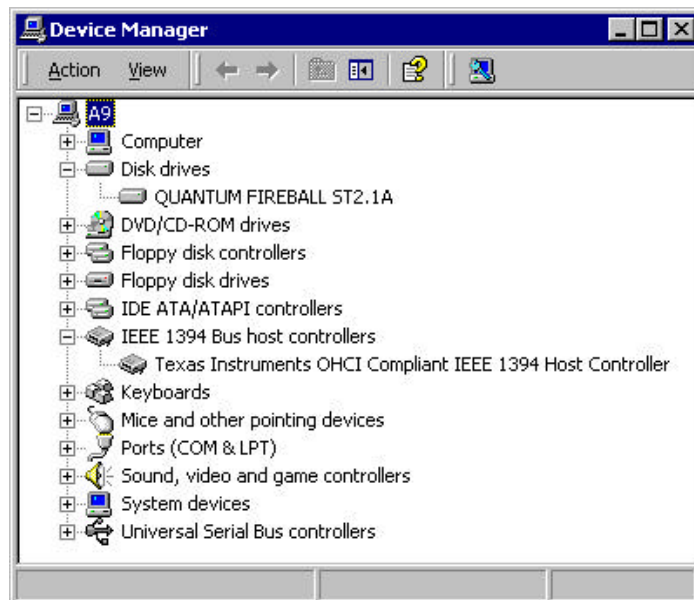 Device Manager
Action View
A9
Computer
Disk drives
QUANTUM FIREBALL ST2.1A
DVD/CD-ROM drives
Floppy disk controllers
Floppy disk drives
IDE ATA/ATAPI controllers
IEEE 1394 Bus host controllers
Texas Instruments OHCI Compliant IEEE 1394 Host Controller
Keyboards
Mice and other pointing devices
Ports (COM & LPT)
Sound, video and game controllers
System devices
Universal Serial Bus controllers